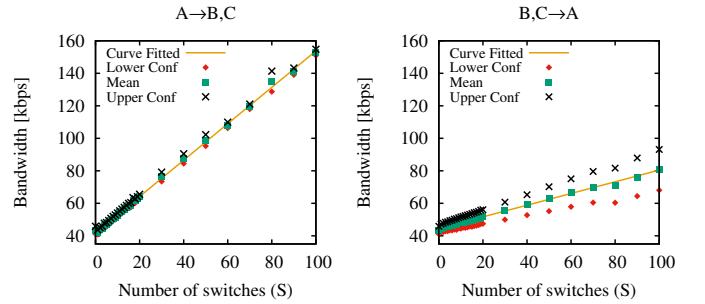 A→B,C
160
140
120
100
80
60
40
0
20
40
60
80
100
Bandwidth [kbps]
Number of switches (S)
Curve Fitted
Lower Conf
Mean
Upper Conf
B,C→A
160
140
120
100
80
60
40
0
20
40
60
80
100
Bandwidth [kbps]
Number of switches (S)
Curve Fitted
Lower Conf
Mean
Upper Conf